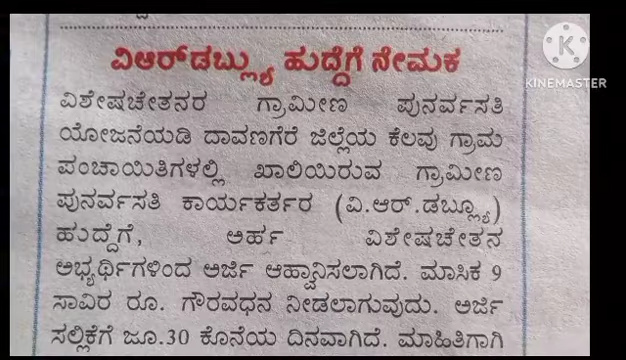 ವಿಆರ್‌ಡಬ್ಲ್ಯು ಹುದ್ದೆಗೆ ನೇಮಕ
ವಿಶೇಷಚೇತನರ ಗ್ರಾಮೀಣ ಪುನರ್ವಸತಿ
ಯೋಜನೆಯಡಿ ದಾವಣಗೆರೆ ಜಿಲ್ಲೆಯ ಕೆಲವು ಗ್ರಾಮ
ಪಂಚಾಯಿತಿಗಳಲ್ಲಿ ಖಾಲಿಯಿರುವ ಗ್ರಾಮೀಣ
ಪುನರ್ವಸತಿ ಕಾರ್ಯಕರ್ತರ (ವಿ.ಆರ್.ಡಬ್ಲ್ಯೂ)
ಹುದ್ದೆಗೆ, ಅರ್ಹ ವಿಶೇಷಚೇತನ
ಅಭ್ಯರ್ಥಿಗಳಿಂದ ಅರ್ಜಿ ಆಹ್ವಾನಿಸಲಾಗಿದೆ. ಮಾಸಿಕ 9
ಸಾವಿರ ರೂ. ಗೌರವಧನ ನೀಡಲಾಗುವುದು. ಅರ್ಜಿ
ಸಲ್ಲಿಕೆಗೆ ಜೂ.30 ಕೊನೆಯ ದಿನವಾಗಿದೆ. ಮಾಹಿತಿಗಾಗಿ
K
KINEMASTER